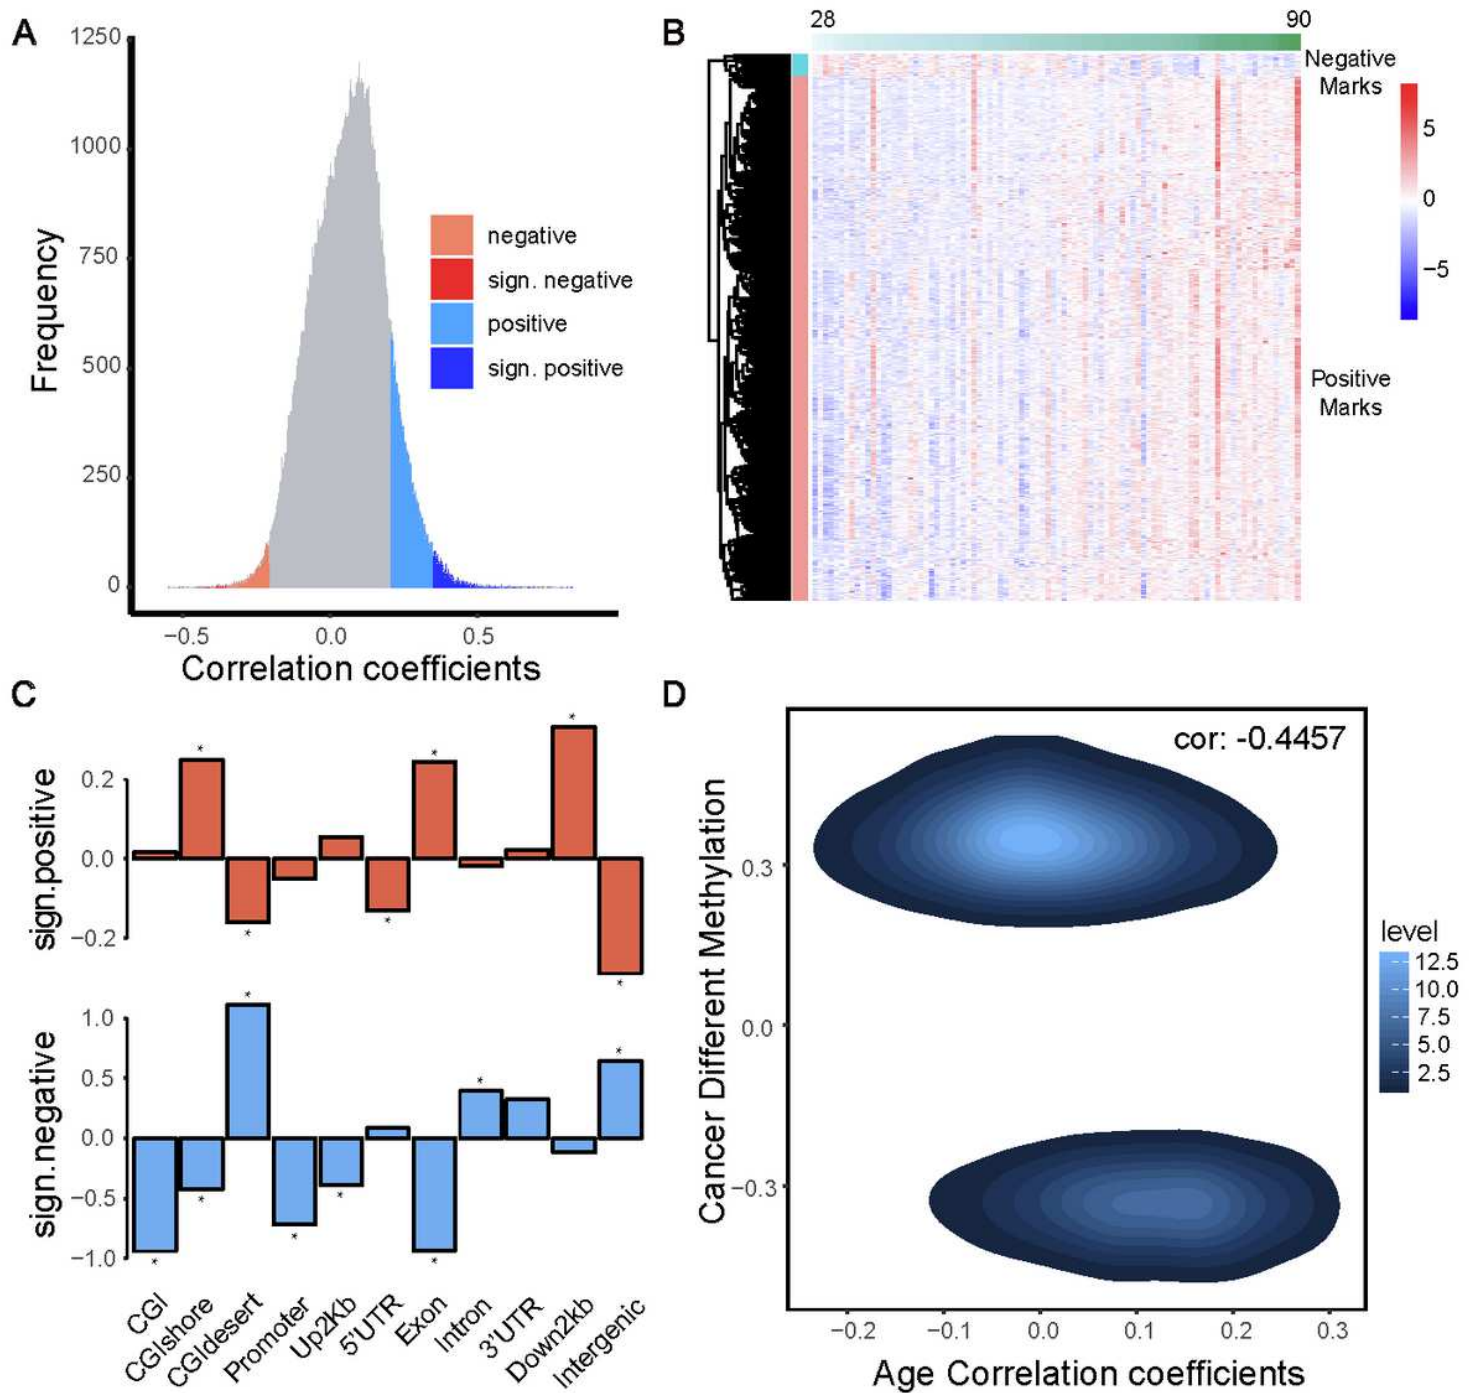 A
1250
1000
750
500
250
0
Frequency
negative
sign. negative
positive
sign. positive
−0.5
0.0
0.5
Correlation coefficients
B
28
90
Negative
Marks
5
0
−5
Positive
Marks
C
sign.positive
0.2
0.0
−0.2
* * * * * * *
sign.negative
1.0
0.5
0.0
−0.5
−1.0
* * * * * * * *
CGI
CGIshore
CGIdesert
Promoter
Up2Kb
5'UTR
Exon
Intron
3'UTR
Down2kb
Intergenic
D
cor: -0.4457
Cancer Different Methylation
0.3
0.0
−0.3
level
12.5
10.0
7.5
5.0
2.5
−0.2
−0.1
0.0
0.1
0.2
0.3
Age Correlation coefficients